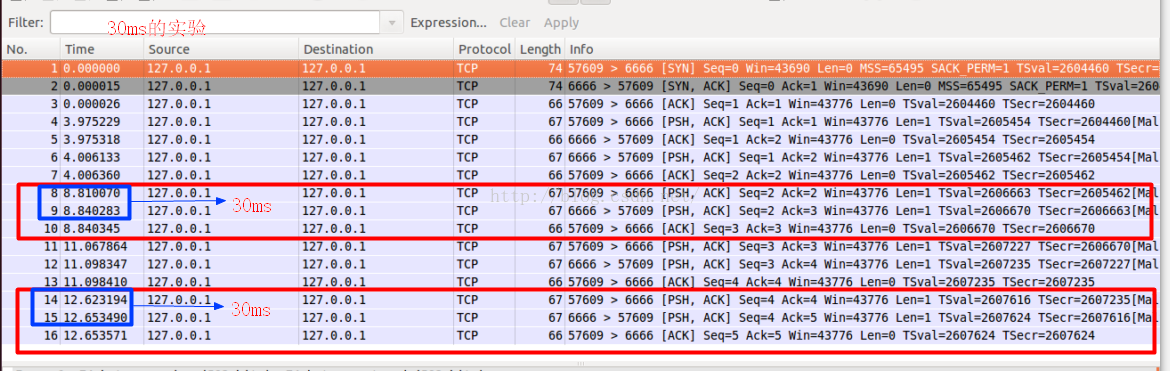 Filter: 30ms的实验 Expression... Clear Apply
No. Time Source Destination Protocol Length Info
1 0.000000 127.0.0.1 127.0.0.1 TCP 74 57609 > 6666 [SYN] Seq=0 Win=43690 Len=0 MSS=65495 SACK_PERM=1 TSval=2604460 TSecr=
2 0.000015 127.0.0.1 127.0.0.1 TCP 74 6666 > 57609 [SYN, ACK] Seq=0 Ack=1 Win=43690 Len=0 MSS=65495 SACK_PERM=1 TSval=260
3 0.000026 127.0.0.1 127.0.0.1 TCP 66 57609 > 6666 [ACK] Seq=1 Ack=1 Win=43776 Len=0 TSval=2604460 TSecr=2604460
4 3.975229 127.0.0.1 127.0.0.1 TCP 67 57609 > 6666 [PSH, ACK] Seq=1 Ack=1 Win=43776 Len=1 TSval=2605454 TSecr=2604460[Mal
5 3.975318 127.0.0.1 127.0.0.1 TCP 66 6666 > 57609 [ACK] Seq=1 Ack=2 Win=43776 Len=0 TSval=2605454 TSecr=2605454
6 4.006133 127.0.0.1 127.0.0.1 TCP 67 6666 > 57609 [PSH, ACK] Seq=1 Ack=2 Win=43776 Len=1 TSval=2605462 TSecr=2605454[Mal
7 4.006360 127.0.0.1 127.0.0.1 TCP 66 57609 > 6666 [ACK] Seq=2 Ack=2 Win=43776 Len=0 TSval=2605462 TSecr=2605462
8 8.810070 127.0.0.1 127.0.0.1 TCP 67 57609 > 6666 [PSH, ACK] Seq=2 Ack=2 Win=43776 Len=1 TSval=2606663 TSecr=2605462[Mal
30ms
9 8.840283 127.0.0.1 127.0.0.1 TCP 67 6666 > 57609 [PSH, ACK] Seq=2 Ack=3 Win=43776 Len=1 TSval=2606670 TSecr=2606663[Mal
10 8.840345 127.0.0.1 127.0.0.1 TCP 66 57609 > 6666 [ACK] Seq=3 Ack=3 Win=43776 Len=0 TSval=2606670 TSecr=2606670
11 11.067864 127.0.0.1 127.0.0.1 TCP 67 57609 > 6666 [PSH, ACK] Seq=3 Ack=3 Win=43776 Len=1 TSval=2607227 TSecr=2606670[Mal
12 11.098347 127.0.0.1 127.0.0.1 TCP 67 6666 > 57609 [PSH, ACK] Seq=3 Ack=4 Win=43776 Len=1 TSval=2607235 TSecr=2607227[Mal
13 11.098410 127.0.0.1 127.0.0.1 TCP 66 57609 > 6666 [ACK] Seq=4 Ack=4 Win=43776 Len=0 TSval=2607235 TSecr=2607235
14 12.623194 127.0.0.1 127.0.0.1 TCP 67 57609 > 6666 [PSH, ACK] Seq=4 Ack=4 Win=43776 Len=1 TSval=2607616 TSecr=2607235[Mal
30ms
15 12.653490 127.0.0.1 127.0.0.1 TCP 67 6666 > 57609 [PSH, ACK] Seq=4 Ack=5 Win=43776 Len=1 TSval=2607624 TSecr=2607616[Mal
16 12.653571 127.0.0.1 127.0.0.1 TCP 66 57609 > 6666 [ACK] Seq=5 Ack=5 Win=43776 Len=0 TSval=2607624 TSecr=2607624